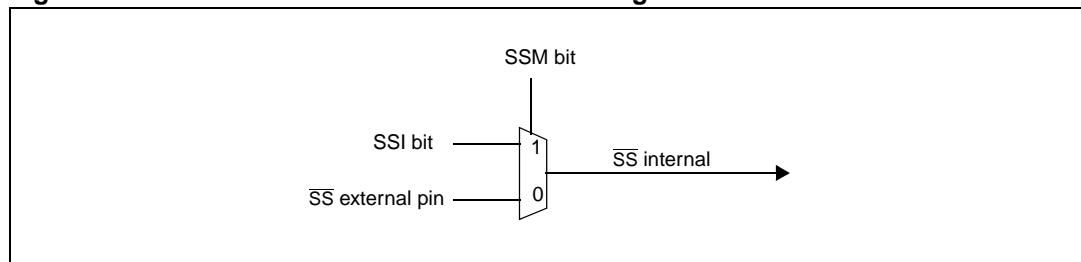 SSM bit
SSI bit
1
SS internal
SS external pin
0